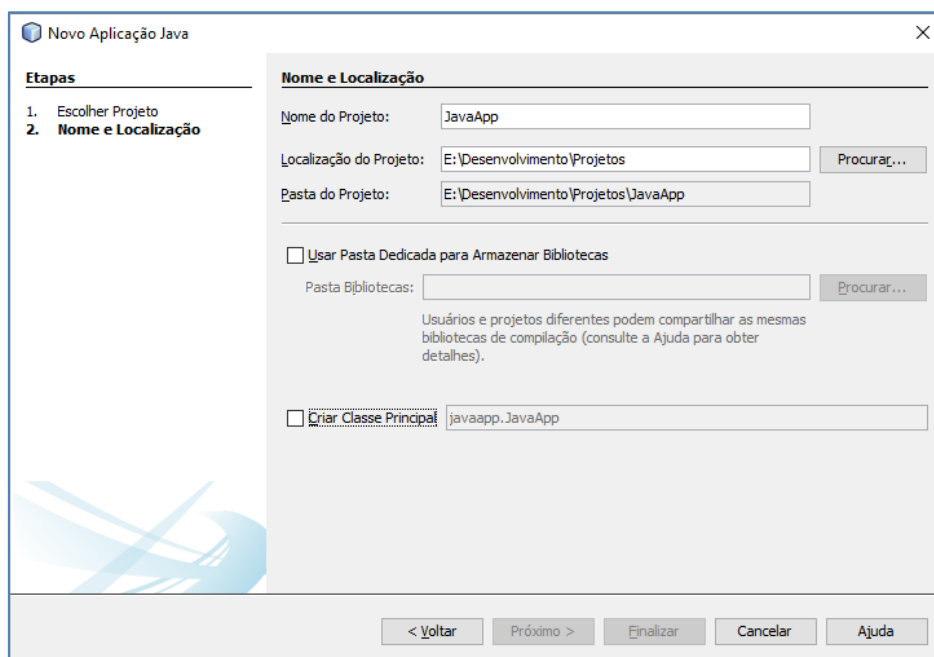 Novo Aplicação Java
Etapas
1. Escolher Projeto
2. Nome e Localização
Nome e Localização
Nome do Projeto: JavaApp
Localização do Projeto: E:\Desenvolvimento\Projetos Procurar...
Pasta do Projeto: E:\Desenvolvimento\Projetos\JavaApp
Usar Pasta Dedicada para Armazenar Bibliotecas
Pasta Bibliotecas: Procurar...
Usuários e projetos diferentes podem compartilhar as mesmas
bibliotecas de compilação (consulte a Ajuda para obter
detalhes).
Criar Classe Principal javaapp.JavaApp
< Voltar Próximo > Finalizar Cancelar Ajuda